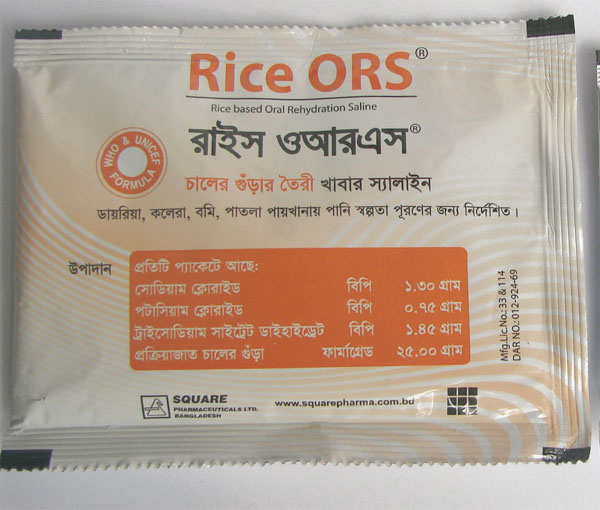 Rice ORS®
Rice based Oral Rehydration Saline
রাইস ওআরএস®
WHO & UNICEF FORMULA
চালের গুঁড়ার তৈরী খাবার স্যালাইন
ডায়রিয়া, কলেরা, বমি, পাতলা পায়খানায় পানি স্বল্পতা পূরণের জন্য নির্দেশিত।
উপাদান
প্রতিটি প্যাকেটে আছে:
সোডিয়াম ক্লোরাইড বিপি ১.৩০ গ্রাম
পটাসিয়াম ক্লোরাইড বিপি ০.৭৫ গ্রাম
ট্রাইসোডিয়াম সাইট্রেট ডাইহাইড্রেট বিপি ১.৪৫ গ্রাম
প্রক্রিয়াজাত চালের গুঁড়া ফার্মাগ্রেড ২৫.০০ গ্রাম
Mfg.Lic.No.: 33 & 114
DAR NO.: 012-924-69
SQUARE
PHARMACEUTICALS LTD.
BANGLADESH
www.squarepharma.com.bd